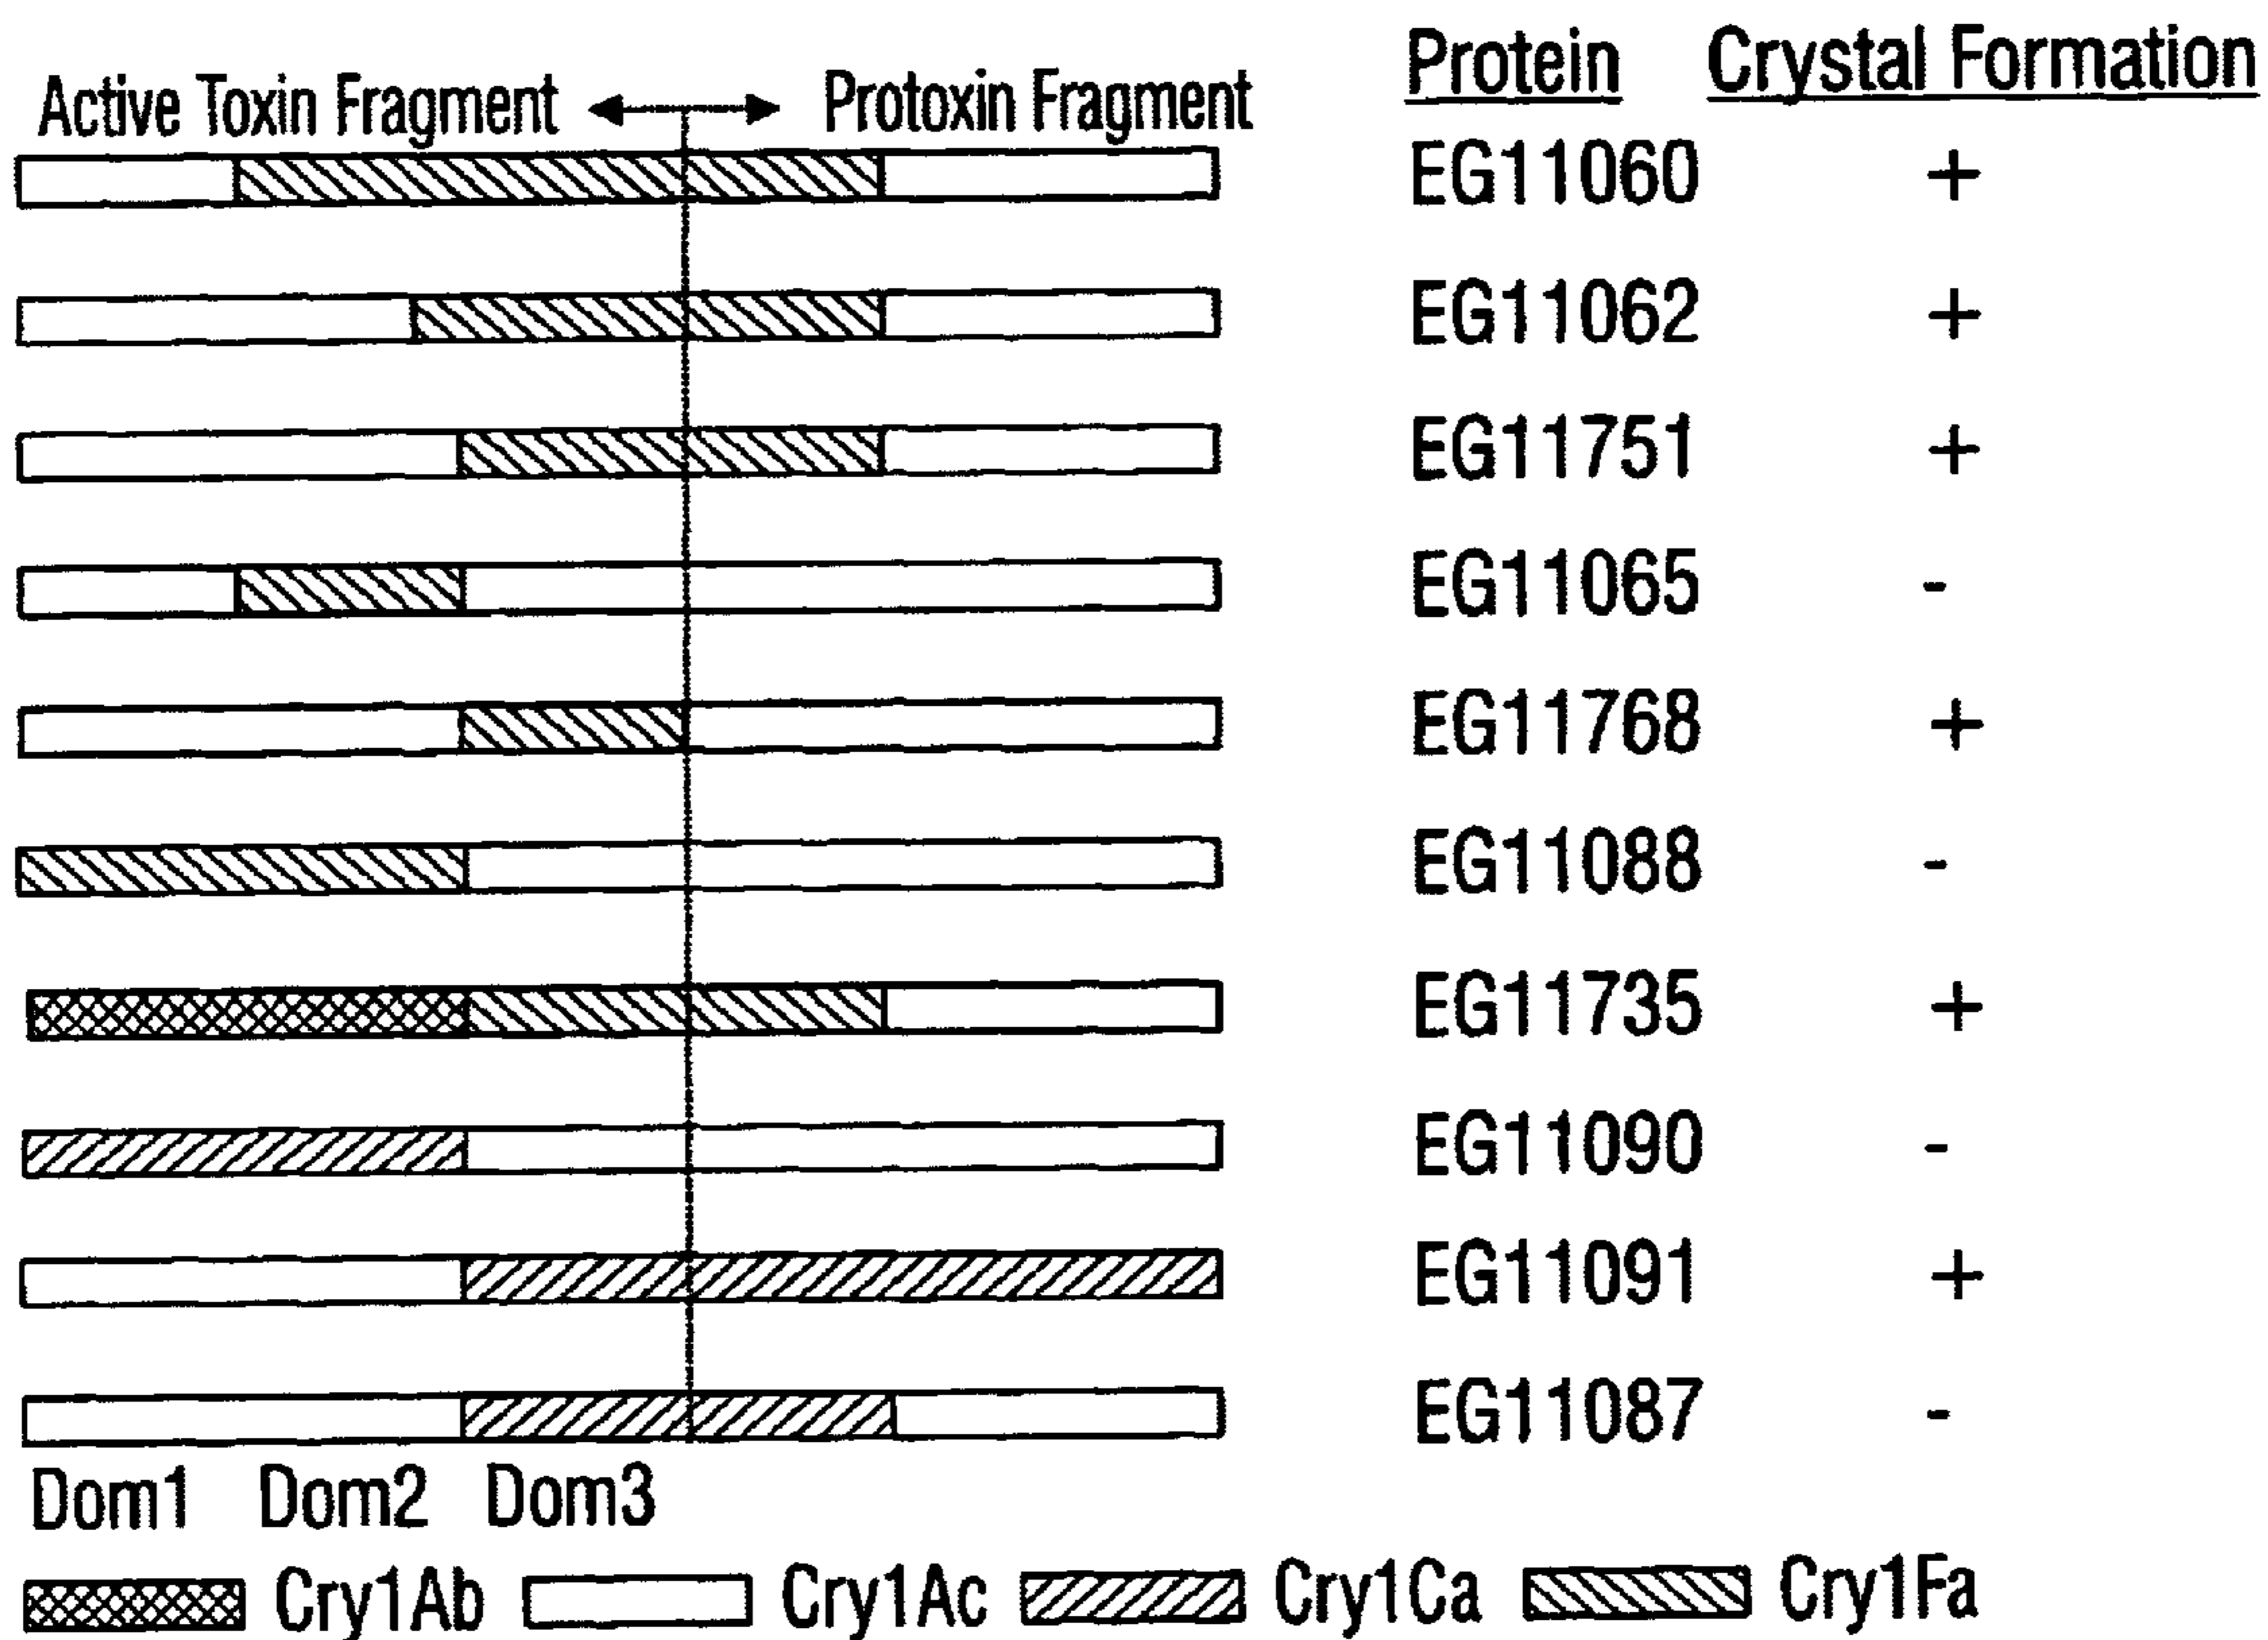 Protein Crystal Formation
Active Toxin Fragment Protoxin Fragment
EG11060 +
EG11062 +
EG11751 +
EG11065 -
EG11768 +
EG11088 -
EG11735 +
EG11090 -
EG11091 +
EG11087 -
Dom1 Dom2 Dom3
Cry1Ab Cry1Ac Cry1Ca Cry1Fa